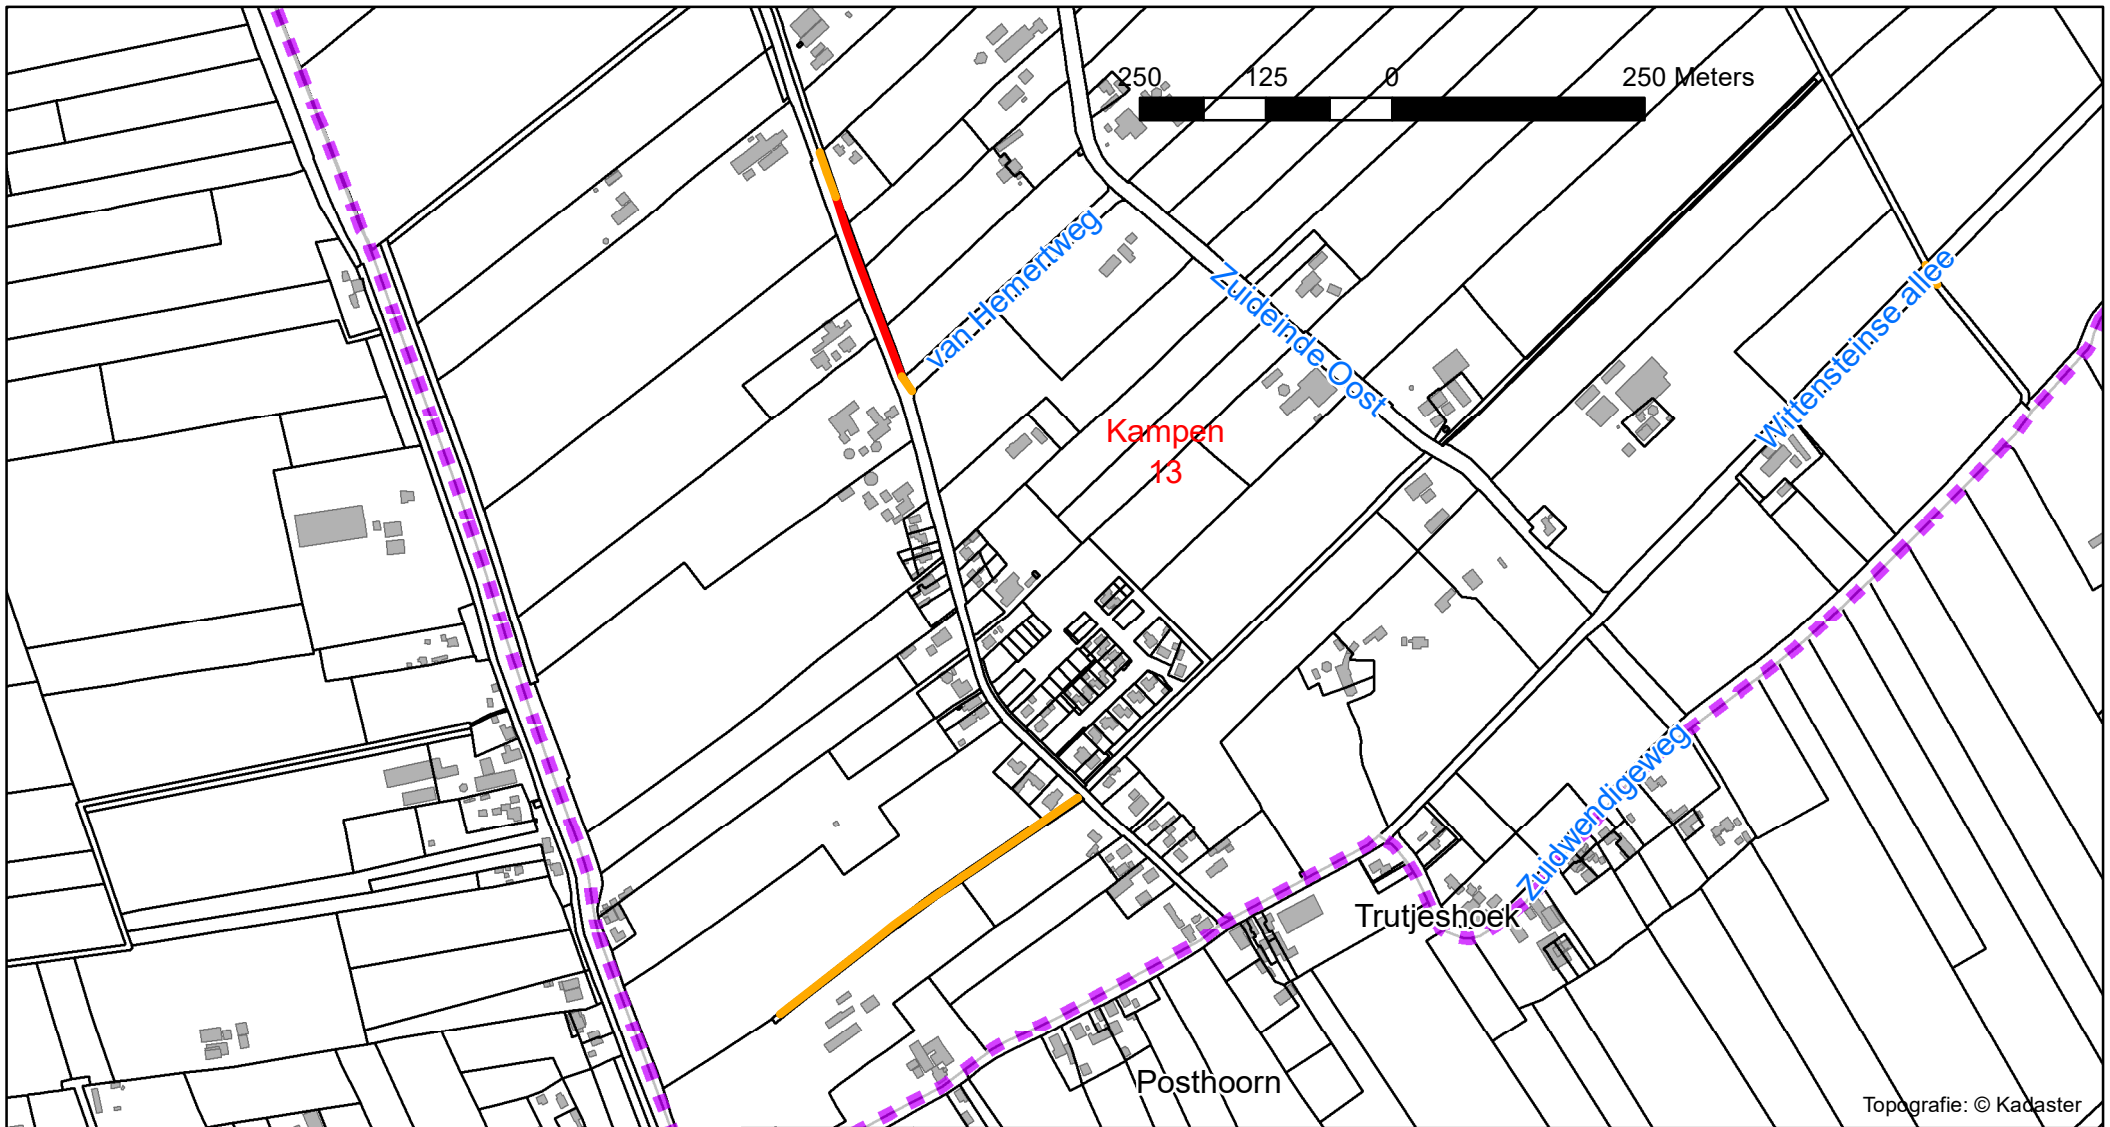 250 125 0 250 Meters
van Hemertweg
Zuideinde Oost
Wittensteinse allee
Kampen
13
Zuidwendigeweg
Trutjeshoek
Posthoorn
Topografie: © Kadaster